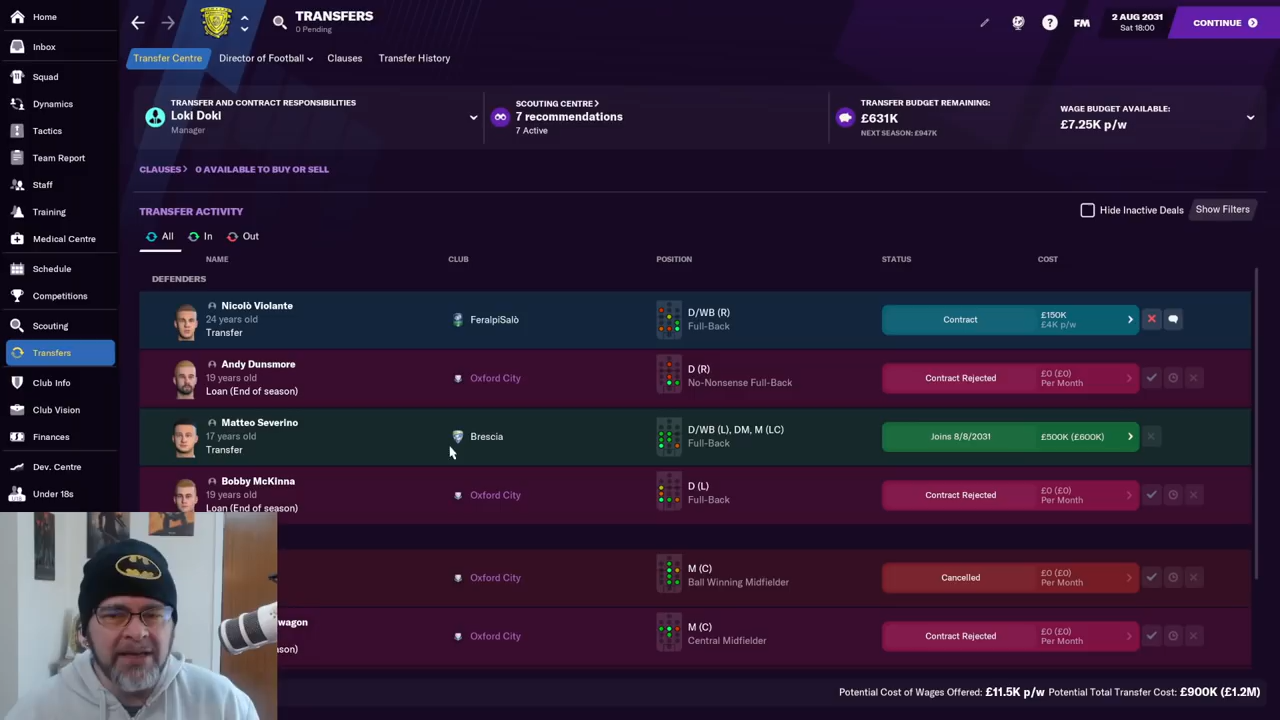 Home
TRANSFERS
0 Pending
FM
2 AUG 2031
Sat 18:00
CONTINUE
Inbox
Transfer Centre
Director of Football
Clauses
Transfer History
Squad
Dynamics
TRANSFER AND CONTRACT RESPONSIBILITIES
Loki Doki
Manager
SCOUTING CENTRE >
7 recommendations
7 Active
TRANSFER BUDGET REMAINING:
£631K
NEXT SEASON: £947K
WAGE BUDGET AVAILABLE:
£7.25K p/w
Tactics
Team Report
CLAUSES > 0 AVAILABLE TO BUY OR SELL
Staff
Training
TRANSFER ACTIVITY
Hide Inactive Deals
Show Filters
Medical Centre
All
In
Out
Schedule
NAME
CLUB
POSITION
STATUS
COST
Competitions
DEFENDERS
Scouting
Nicolò Violante
24 years old
Transfer
FeralpiSalò
D/WB (R)
Full-Back
Contract
£150K
£4K p/w
Transfers
Andy Dunsmore
19 years old
Loan (End of season)
Oxford City
D (R)
No-Nonsense Full-Back
Contract Rejected
£0 (£0)
Per Month
Club Info
Club Vision
Matteo Severino
17 years old
Transfer
Brescia
D/WB (L), DM, M (LC)
Full-Back
Joins 8/8/2031
£500K (£600K)
Finances
Dev. Centre
Bobby McKinna
19 years old
Loan (End of season)
Oxford City
D (L)
Full-Back
Contract Rejected
£0 (£0)
Per Month
Under 18s
Oxford City
M (C)
Ball Winning Midfielder
Cancelled
£0 (£0)
Per Month
wagon
Oxford City
M (C)
Central Midfielder
Contract Rejected
£0 (£0)
Per Month
Potential Cost of Wages Offered: £11.5K p/w Potential Total Transfer Cost: £900K (£1.2M)